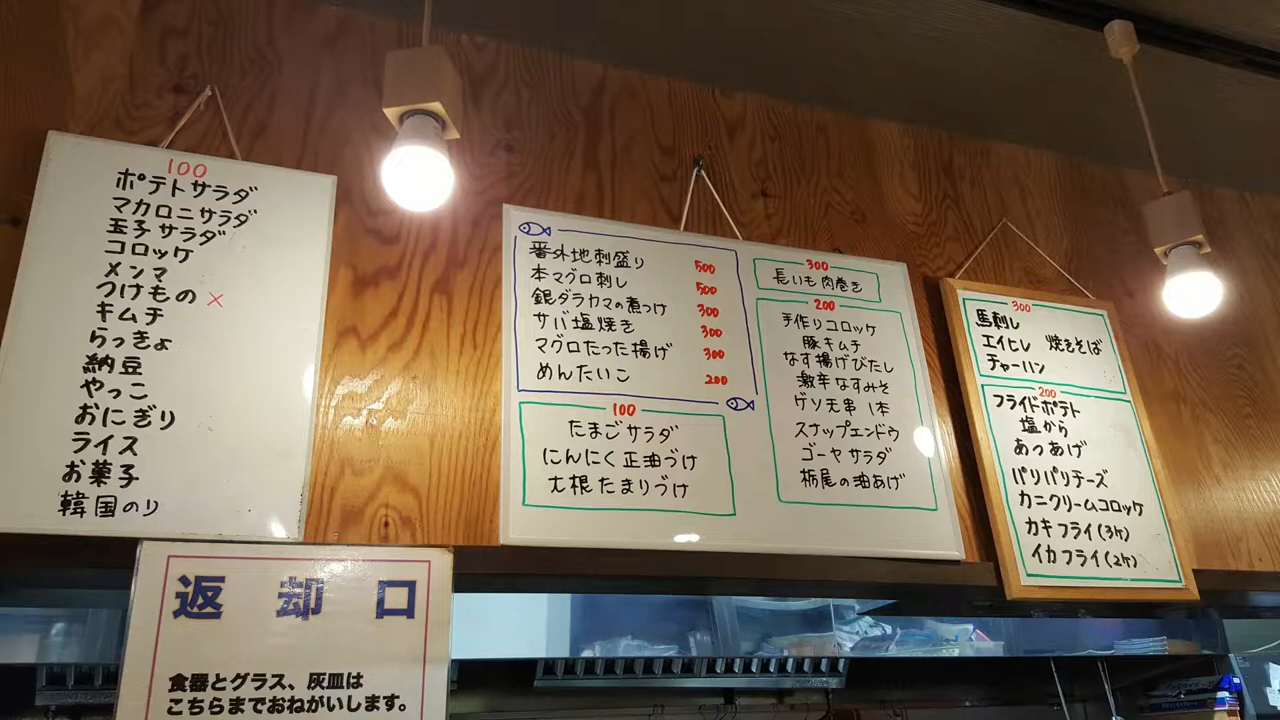 100
ポテトサラダ
マカロニサラダ
玉子サラダ
コロッケ
メンマ
つけもの ×
キムチ
らっきょ
納豆
やっこ
おにぎり
ライス
お菓子
韓国のり
番外地刺盛り 500
本マグロ刺し 500
銀ダラカマの煮つけ 300
サバ塩焼き 300
マグロたった揚げ 300
めんたいこ 200
100
たまごサラダ
にんにく正油づけ
大根たまりづけ
300
長いも肉巻き
200
手作りコロッケ
豚キムチ
なす揚げびたし
激辛なすみそ
ゲソ天串 1本
スナップエンドウ
ゴーヤサラダ
栃尾の油あげ
300
馬刺し
エイヒレ 焼きそば
チャーハン
200
フライドポテト
塩から
あつあげ
パリパリチーズ
カニクリームコロッケ
カキフライ(3ケ)
イカフライ(2ケ)
返却口
食器とグラス、灰皿は
こちらまでおねがいします。